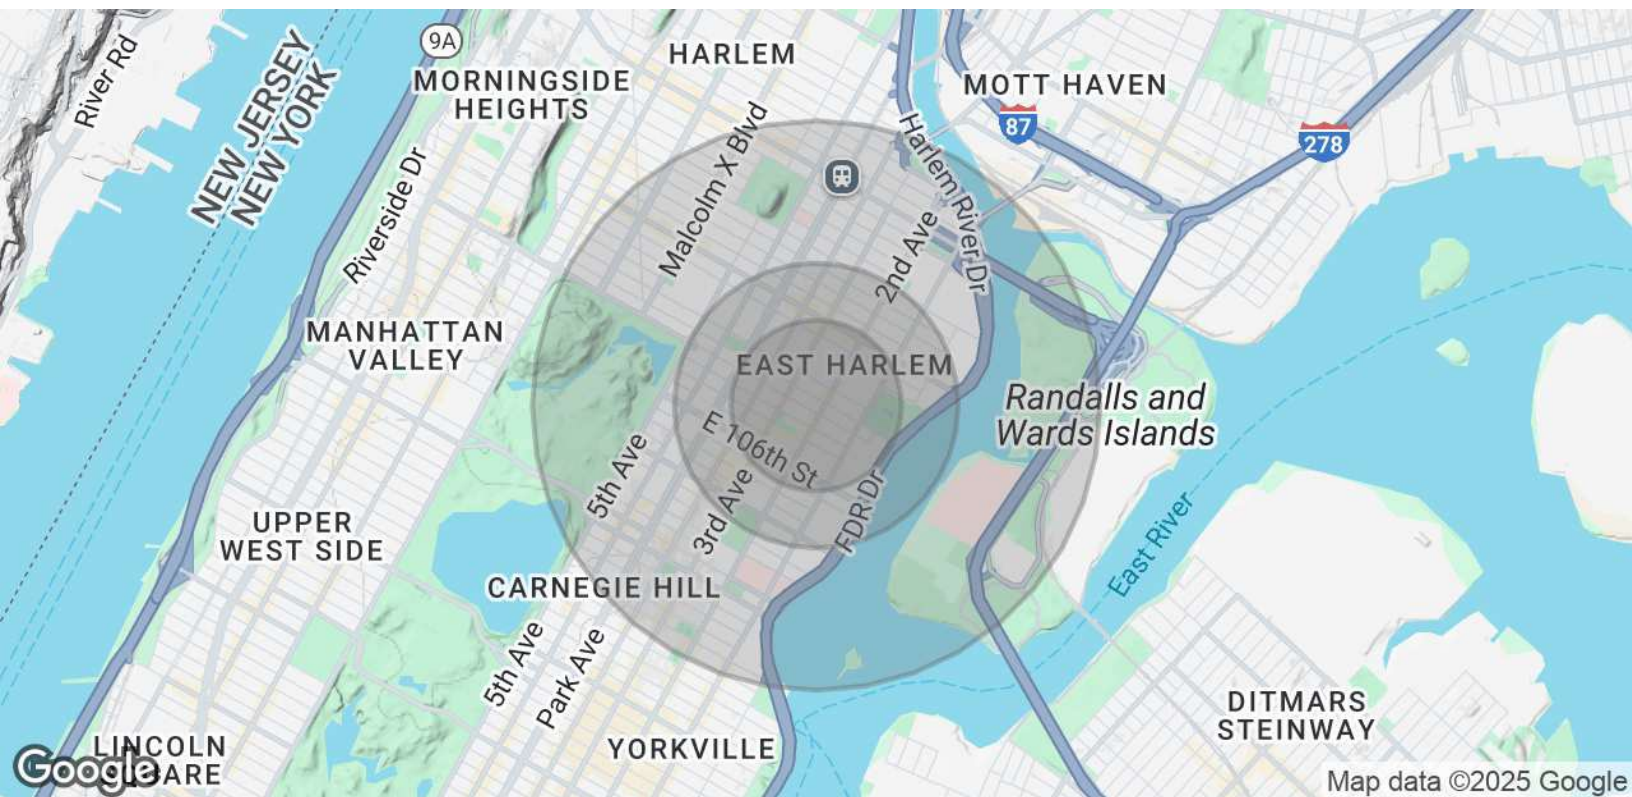 9A
HARLEM
River Rd
NEW JERSEY
NEW YORK
MORNINGSIDE
HEIGHTS
MOTT HAVEN
87
278
Malcolm X Blvd
Harlem River Dr
Riverside Dr
2nd Ave
MANHATTAN
VALLEY
EAST HARLEM
Randalls and
Wards Islands
E 106th St
5th Ave
3rd Ave
FDR Dr
UPPER
WEST SIDE
East River
CARNEGIE HILL
5th Ave
Park Ave
DITMARS
STEINWAY
YORKVILLE
LINCOLN
SQUARE
Google
Map data ©2025 Google